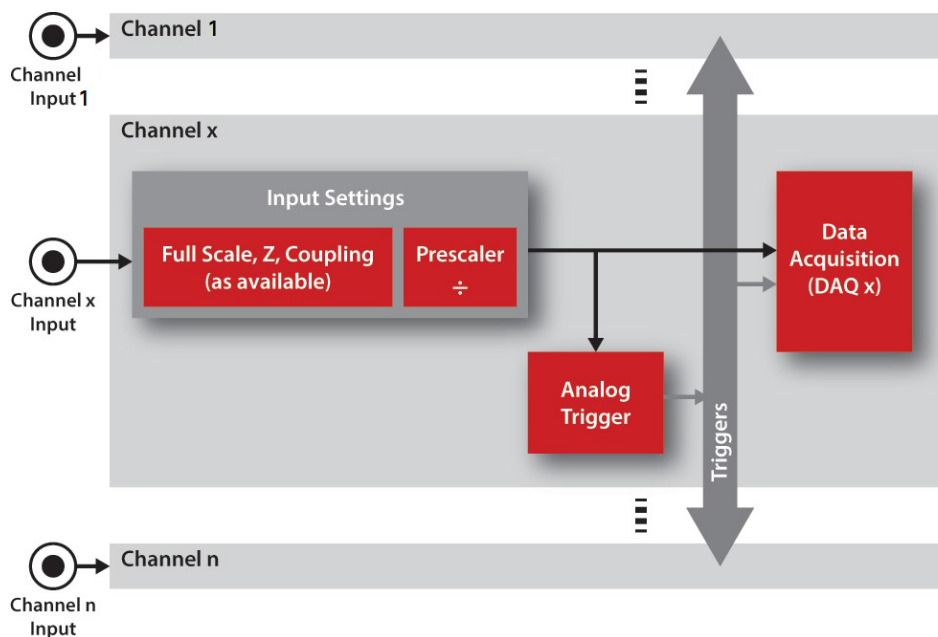 Channel 1
Channel
Input 1
Channel x
Input Settings
Full Scale, Z, Coupling
(as available)
Prescaler
÷
Data
Acquisition
(DAQ x)
Channel x
Input
Analog
Trigger
Triggers
Channel n
Channel n
Input